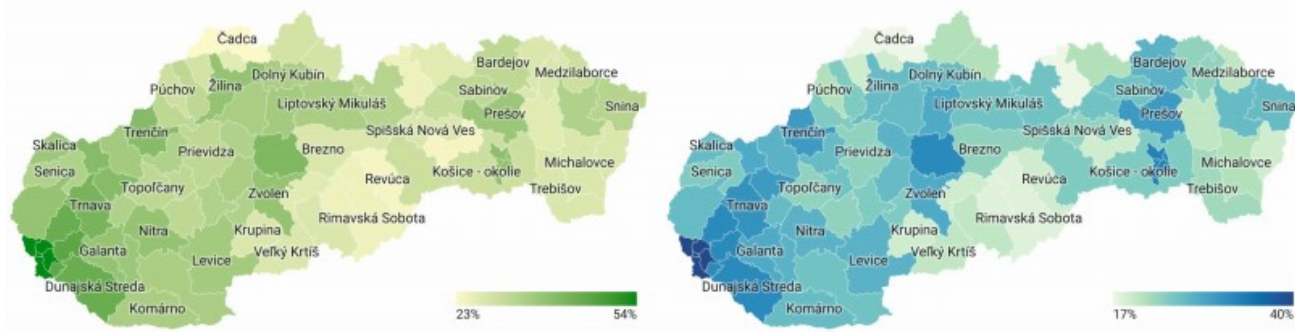 Čadca
Bardejov
Medzilaborce
Dolný Kubín
Púchov
Žilina
Sabinov
Liptovský Mikuláš
Prešov
Snina
Trenčín
Spišská Nová Ves
Skalica
Prievidza
Brezno
Michalovce
Senica
Topoľčany
Revúca
Košice - okolie
Trebišov
Trnava
Zvolen
Rimavská Sobota
Nitra
Krupina
Galanta
Levice
Veľký Krtíš
Dunajská Streda
Komárno
23%
54%
Čadca
Bardejov
Medzilaborce
Dolný Kubín
Púchov
Žilina
Sabinov
Liptovský Mikuláš
Prešov
Snina
Trenčín
Spišská Nová Ves
Skalica
Prievidza
Brezno
Michalovce
Senica
Topoľčany
Revúca
Košice - okolie
Trebišov
Trnava
Zvolen
Rimavská Sobota
Nitra
Krupina
Galanta
Levice
Veľký Krtíš
Dunajská Streda
Komárno
17%
40%